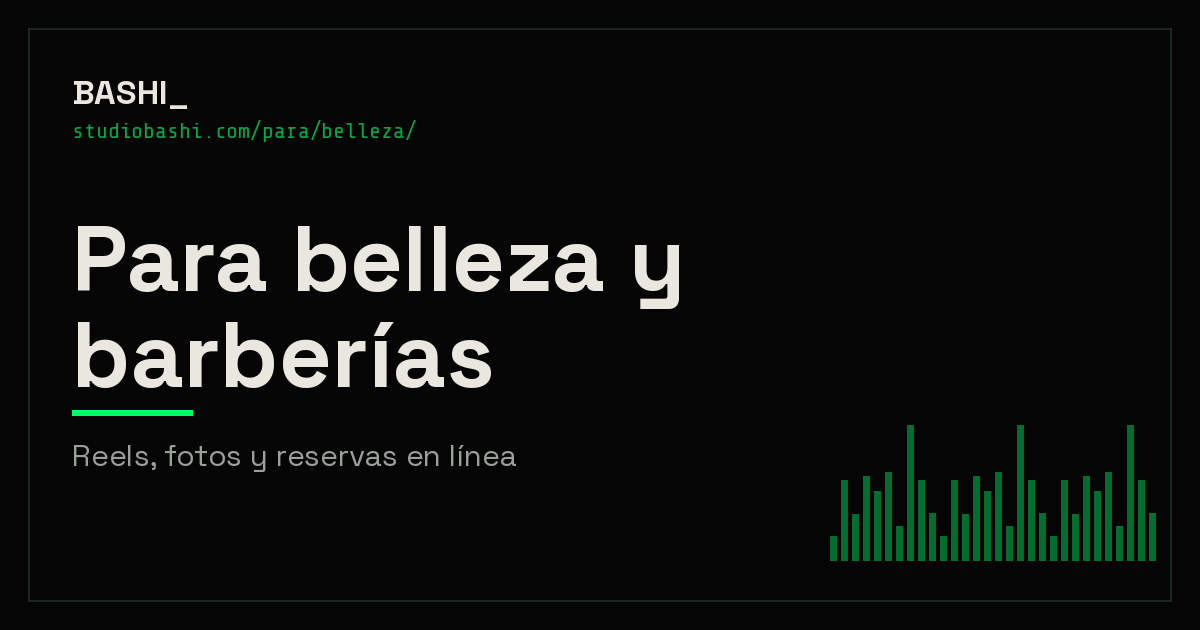 BASHI_
studiobashi.com/para/belleza/
Para belleza y
barberías
Reels, fotos y reservas en línea